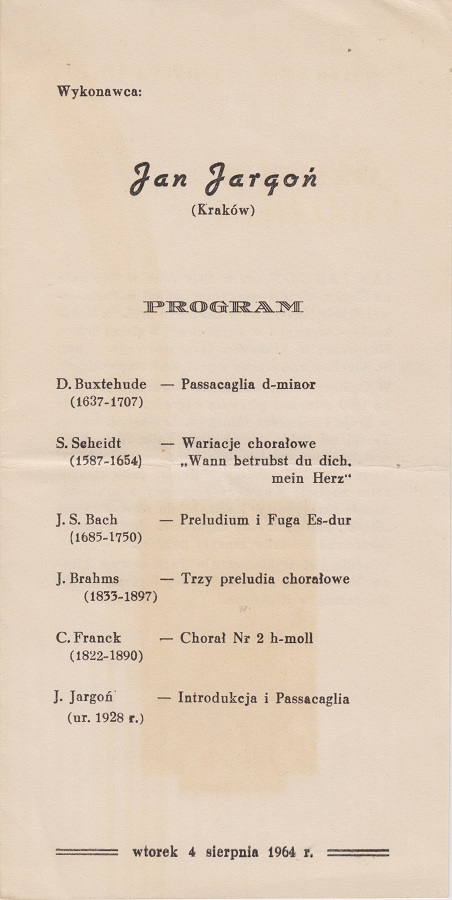 Wykonawca:
Jan Jargoń
(Kraków)
PROGRAM
D. Buxtehude — Passacaglia d-minor
(1637-1707)
S. Scheidt — Wariacje chorałowe
(1587-1654) „Wann betrubst du dich,
mein Herz"
J. S. Bach — Preludium i Fuga Es-dur
(1685-1750)
J. Brahms — Trzy preludia chorałowe
(1833-1897)
C. Franck — Chorał Nr 2 h-moll
(1822-1890)
J. Jargoń — Introdukcja i Passacaglia
(ur. 1928 r.)
wtorek 4 sierpnia 1964 r.